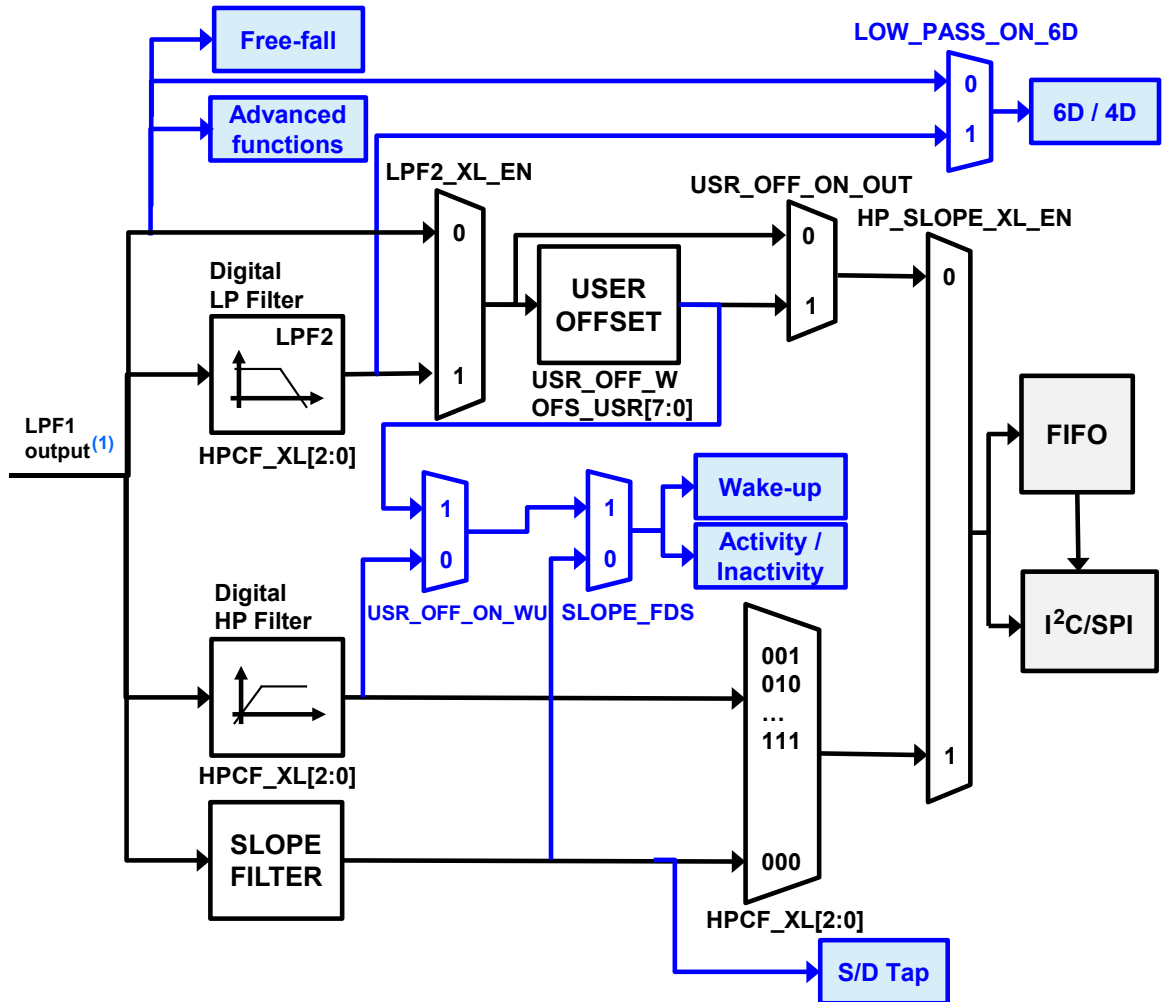 Free-fall
LOW_PASS_ON_6D
0
1
6D / 4D
Advanced
functions
LPF2_XL_EN
0
1
USR_OFF_ON_OUT
0
1
HP_SLOPE_XL_EN
0
1
Digital
LP Filter
LPF2
HPCF_XL[2:0]
USER
OFFSET
USR_OFF_W
OFS_USR[7:0]
LPF1
output(1)
FIFO
I²C/SPI
1
0
USR_OFF_ON_WU
1
0
SLOPE_FDS
Wake-up
Activity /
Inactivity
Digital
HP Filter
HPCF_XL[2:0]
001
010
...
111
000
HPCF_XL[2:0]
SLOPE
FILTER
S/D Tap